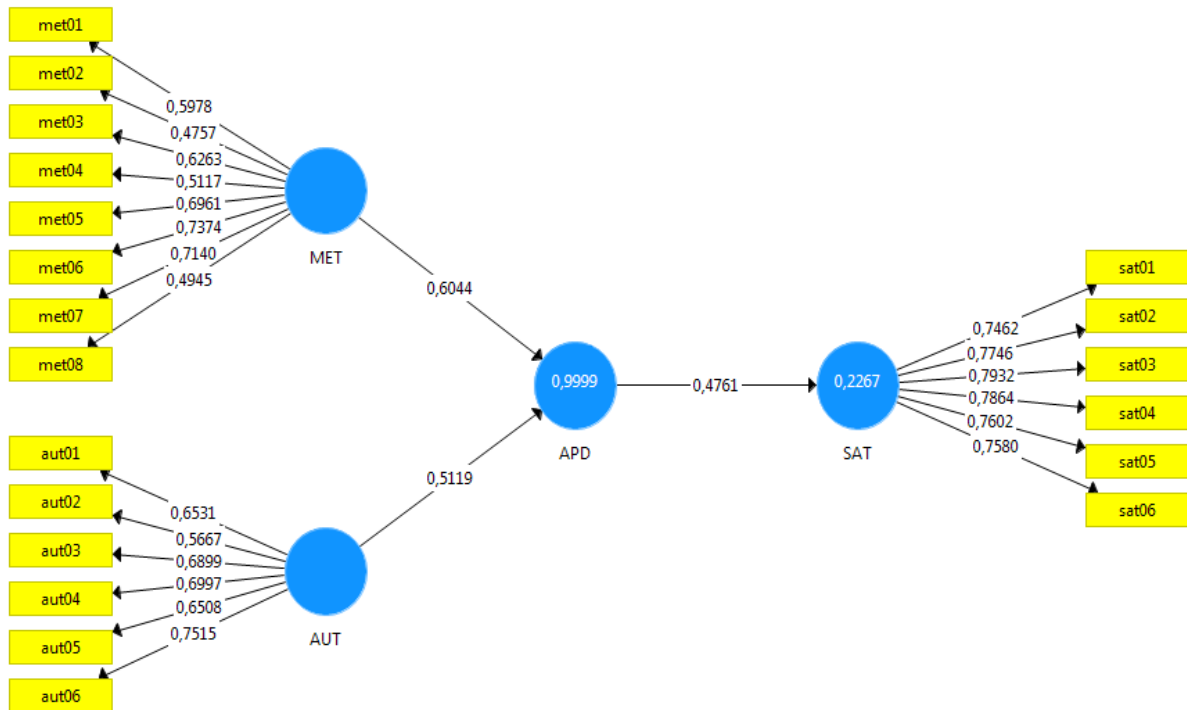 met01
met02
met03
met04
met05
met06
met07
met08
0,5978
0,4757
0,6263
0,5117
0,6961
0,7374
0,7140
0,4945
MET
0,6044
aut01
aut02
aut03
aut04
aut05
aut06
0,6531
0,5667
0,6899
0,6997
0,6508
0,7515
AUT
0,5119
0,9999
APD
0,4761
0,2267
SAT
0,7462
0,7746
0,7932
0,7864
0,7602
0,7580
sat01
sat02
sat03
sat04
sat05
sat06